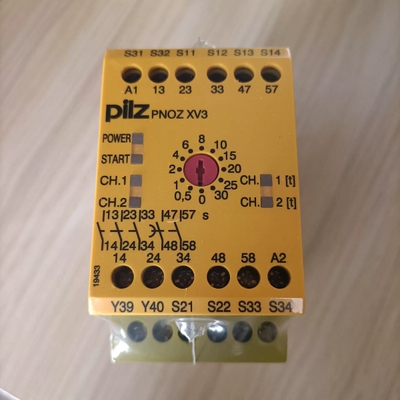 S31 S32 S11 S12 S13 S14
A1 13 23 33 47 57
pilz PNOZ XV3
POWER
START
CH.1
CH.2
0 0,5 1 2 4 6 8 10 15 20 25 30
s
CH. 1 [t]
CH. 2 [t]
13 23 33 47 57
14 24 34 48 58
14 24 34 48 58 A2
19433
Y39 Y40 S21 S22 S33 S34